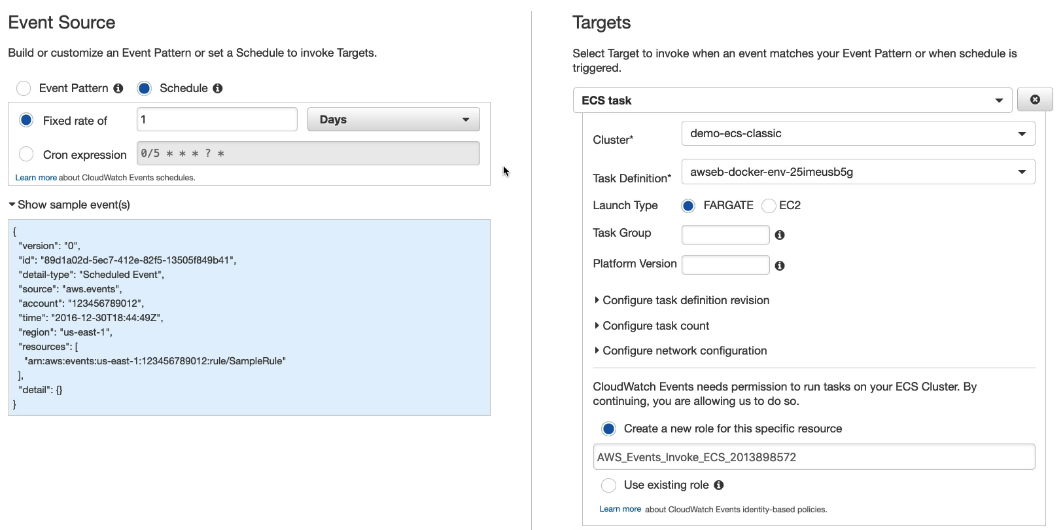 Event Source
Build or customize an Event Pattern or set a Schedule to invoke Targets.
Event Pattern
Schedule
Fixed rate of
1
Days
Cron expression
0/5 * * * ? *
Learn more about CloudWatch Events schedules.
Show sample event(s)
{
"version": "0",
"id": "89d1a02d-5ec7-412e-82f5-13505f849b41",
"detail-type": "Scheduled Event",
"source": "aws.events",
"account": "123456789012",
"time": "2016-12-30T18:44:49Z",
"region": "us-east-1",
"resources": [
"arn:aws:events:us-east-1:123456789012:rule/SampleRule"
],
"detail": {}
}
Targets
Select Target to invoke when an event matches your Event Pattern or when schedule is
triggered.
ECS task
Cluster*
demo-ecs-classic
Task Definition*
awseb-docker-env-25imeusb5g
Launch Type
FARGATE
EC2
Task Group
Platform Version
Configure task definition revision
Configure task count
Configure network configuration
CloudWatch Events needs permission to run tasks on your ECS Cluster. By
continuing, you are allowing us to do so.
Create a new role for this specific resource
AWS_Events_Invoke_ECS_2013898572
Use existing role
Learn more about CloudWatch Events identity-based policies.